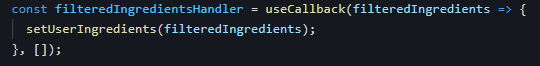 const filteredIngredientsHandler = useCallback(filteredIngredients => {
  setUserIngredients(filteredIngredients);
}, []);